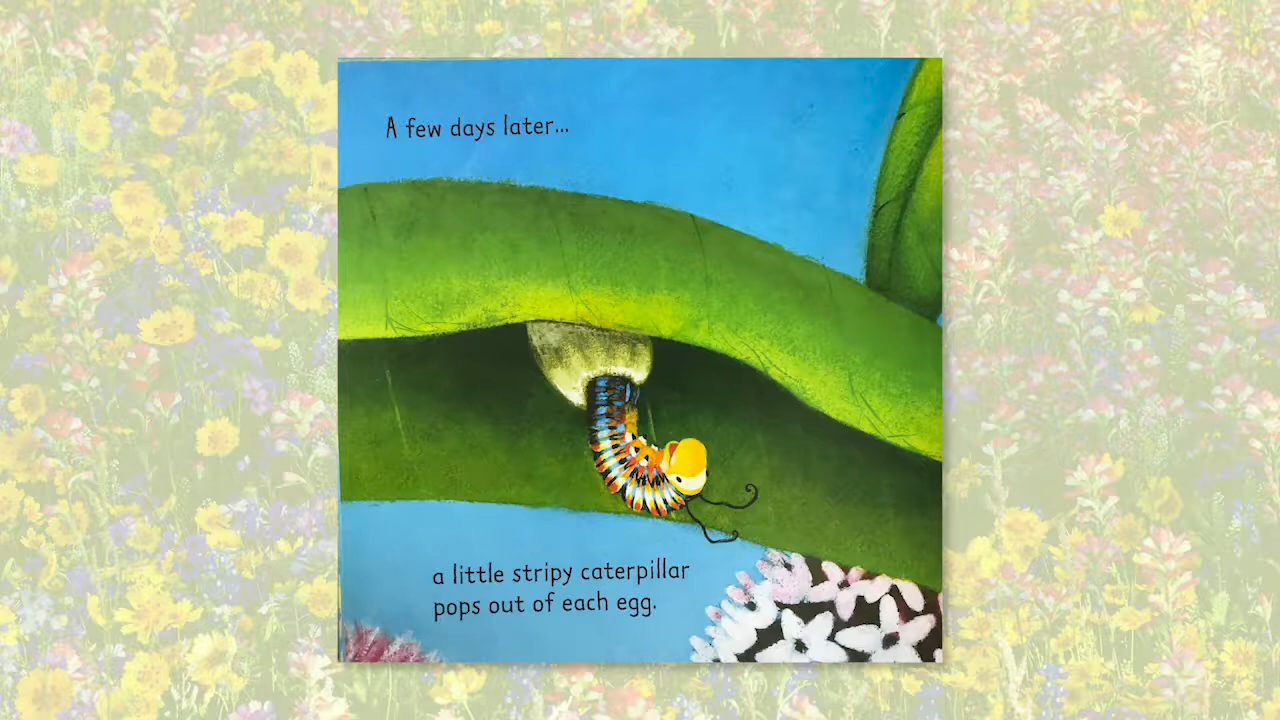 A few days later...
a little stripy caterpillar
pops out of each egg.